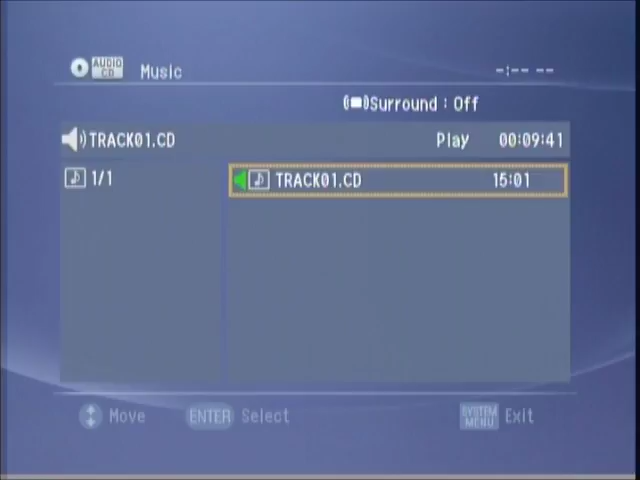 AUDIO CD Music -:-- --
Surround : Off
TRACK01.CD Play 00:09:41
1/1 TRACK01.CD 15:01
Move ENTER Select SYSTEM MENU Exit